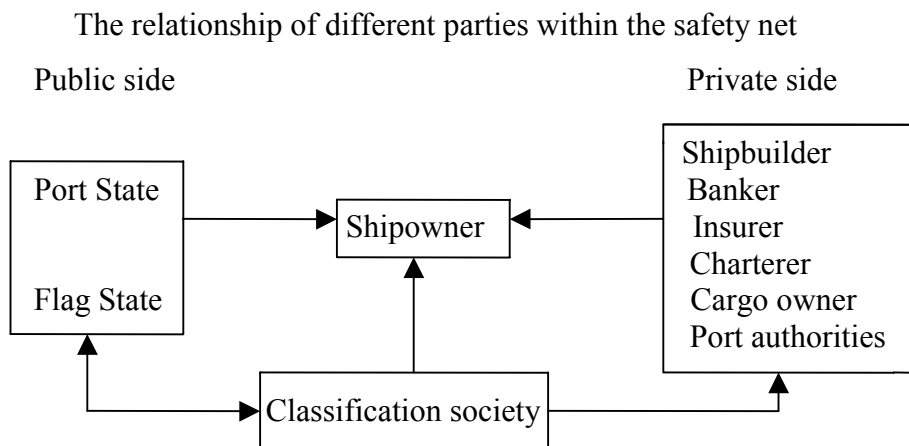 The relationship of different parties within the safety net
Public side
Private side
Port State
Flag State
Shipowner
Shipbuilder
Banker
Insurer
Charterer
Cargo owner
Port authorities
Classification society